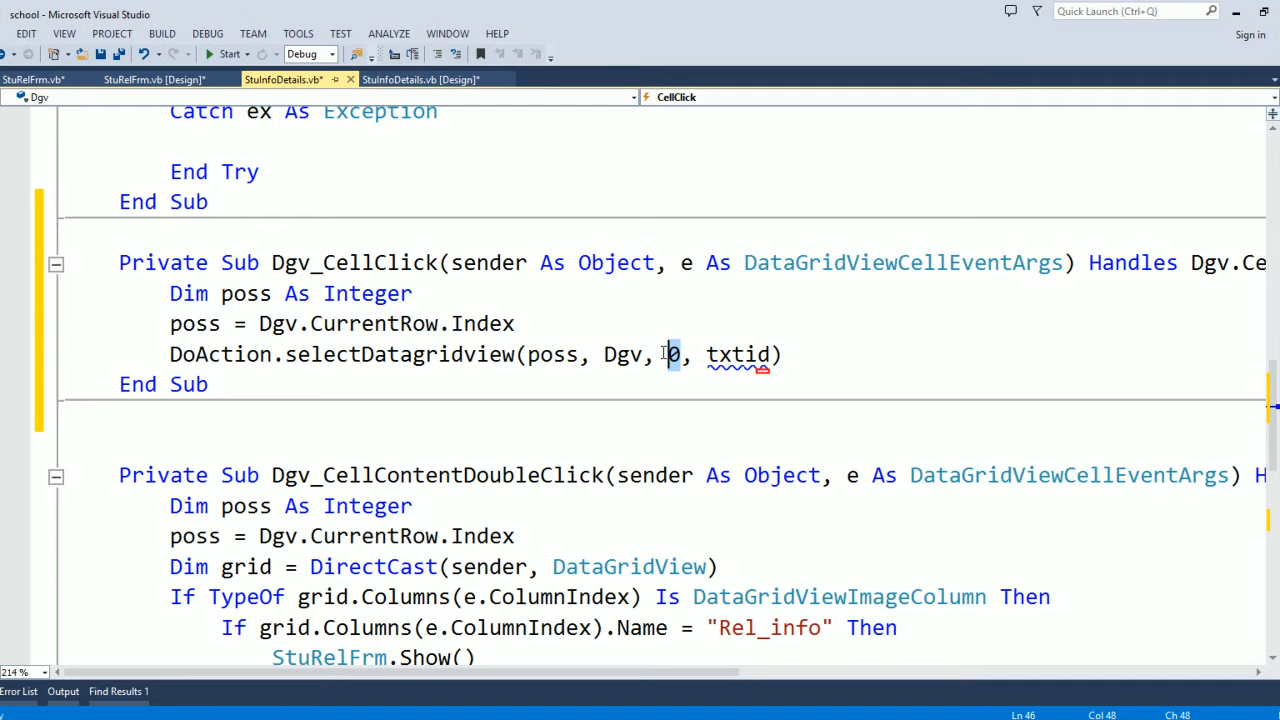 school - Microsoft Visual Studio
Quick Launch (Ctrl+Q)
EDIT VIEW PROJECT BUILD DEBUG TEAM TOOLS TEST ANALYZE WINDOW HELP
Sign in
Start Debug
StuRelFrm.vb* StuRelFrm.vb [Design]* StuInfoDetails.vb* StuInfoDetails.vb [Design]*
Dgv CellClick
Catch ex As Exception
End Try
End Sub
Private Sub Dgv_CellClick(sender As Object, e As DataGridViewCellEventArgs) Handles Dgv.Ce
Dim poss As Integer
poss = Dgv.CurrentRow.Index
DoAction.selectDatagridview(poss, Dgv, 0, txtid)
End Sub
Private Sub Dgv_CellContentDoubleClick(sender As Object, e As DataGridViewCellEventArgs) H
Dim poss As Integer
poss = Dgv.CurrentRow.Index
Dim grid = DirectCast(sender, DataGridView)
If TypeOf grid.Columns(e.ColumnIndex) Is DataGridViewImageColumn Then
If grid.Columns(e.ColumnIndex).Name = "Rel_info" Then
StuRelFrm.Show()
214 %
Error List Output Find Results 1
Ln 46 Col 48 Ch 48